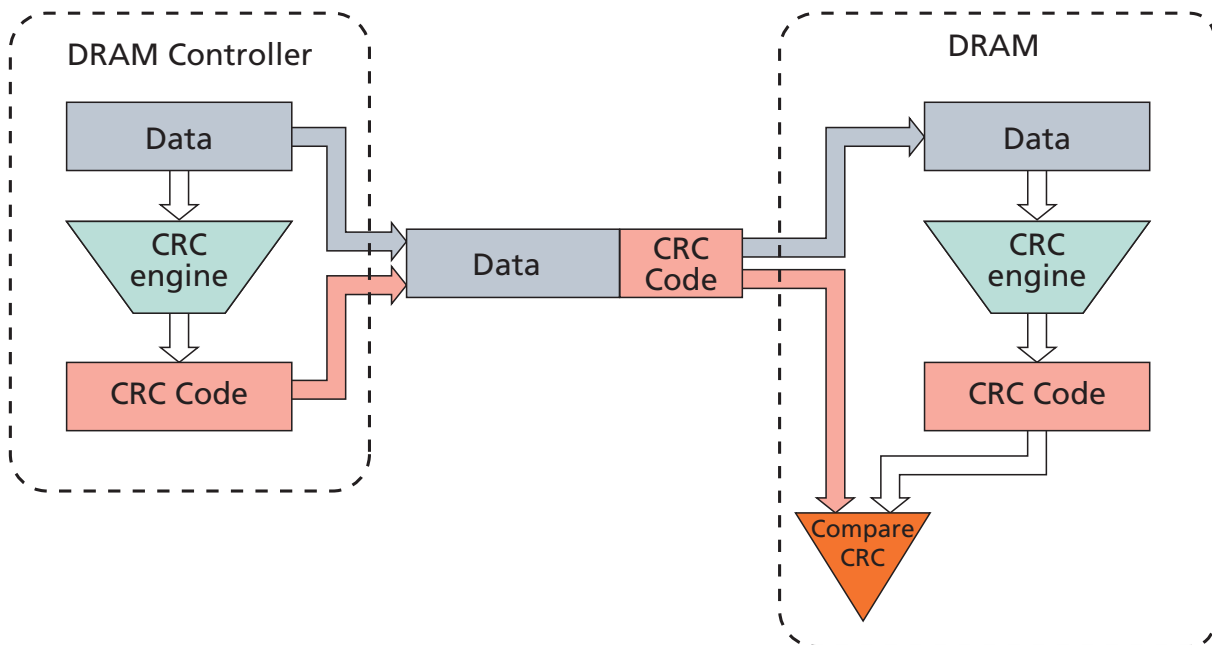 DRAM Controller
Data
CRC
engine
CRC Code
Data
CRC
Code
DRAM
Data
CRC
engine
CRC Code
Compare
CRC